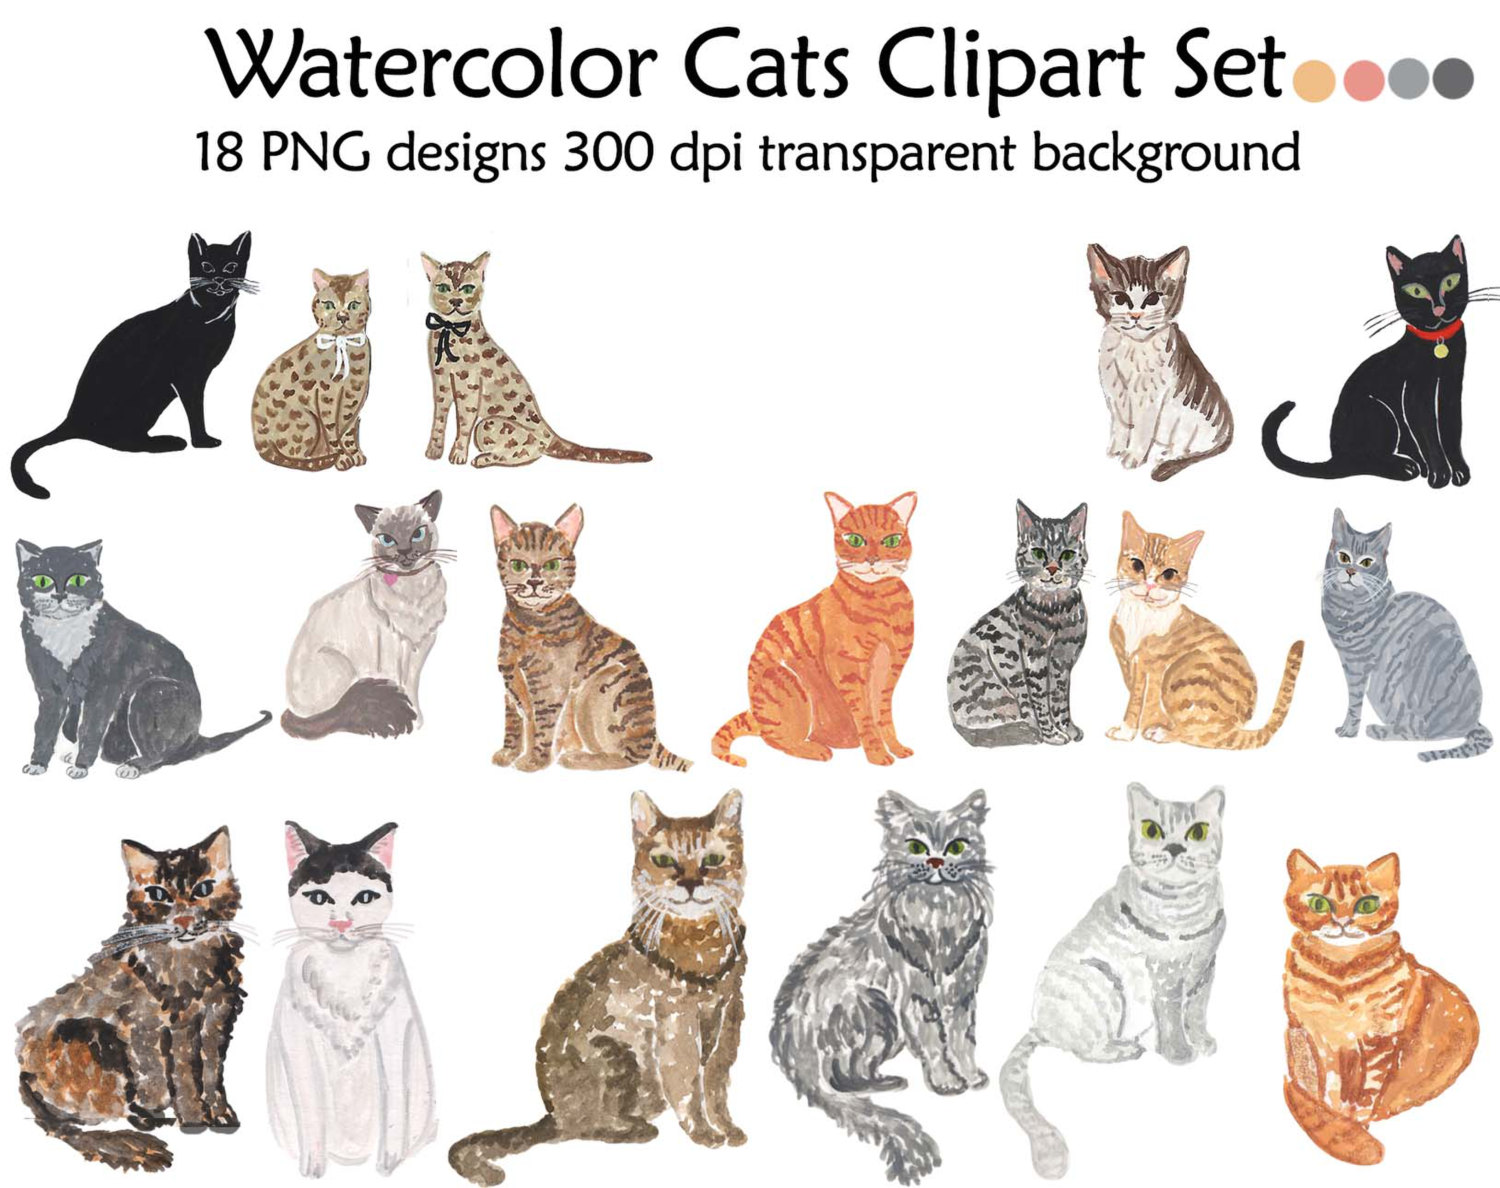 Watercolor Cats Clipart Set
18 PNG designs 300 dpi transparent background